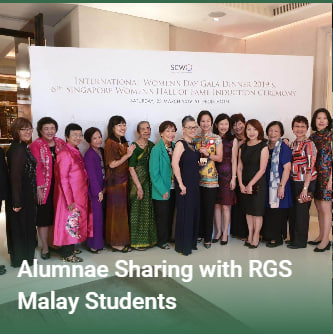 SCWO
International Women's Day Gala Dinner 2019 &
6th Singapore Women's Hall of Fame Induction Ceremony
Alumnae Sharing with RGS
Malay Students